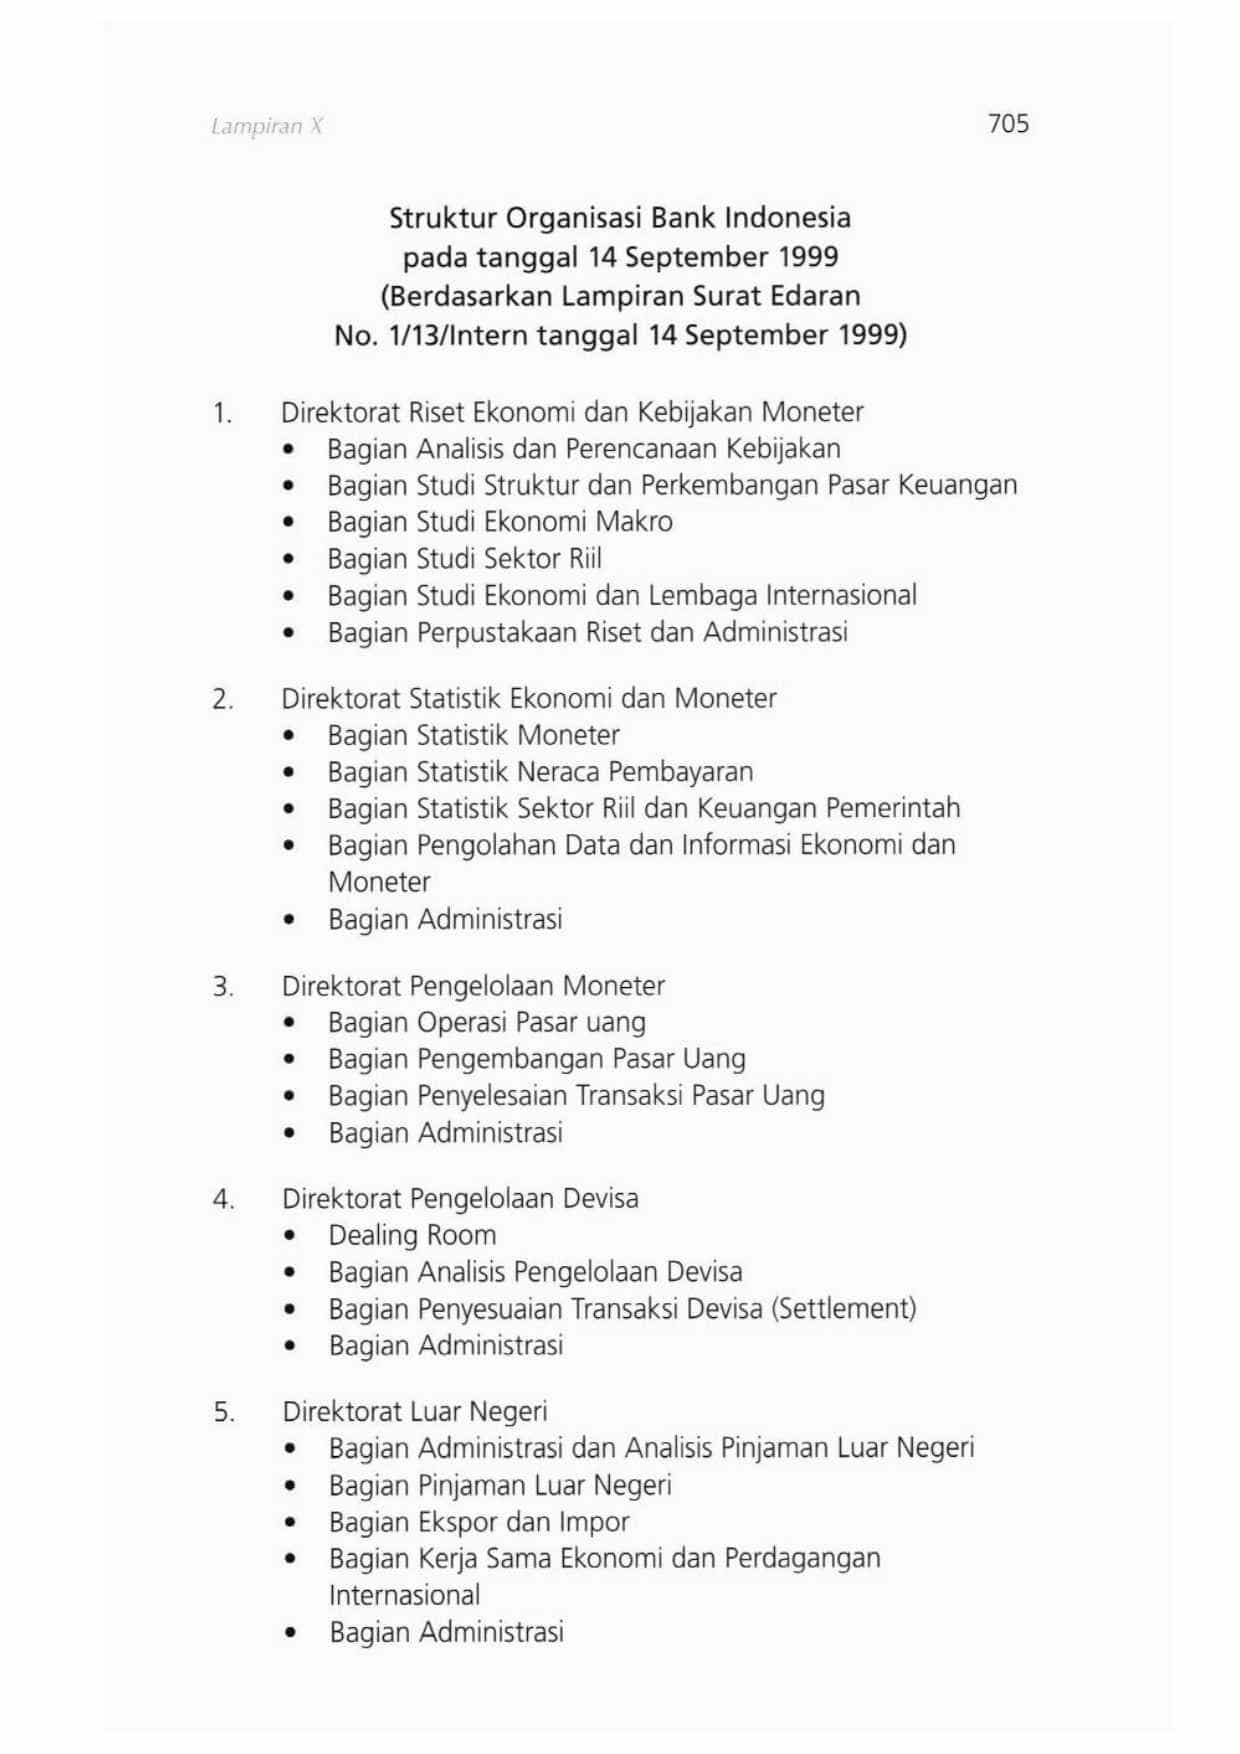 Lampiran X
705
Struktur Organisasi Bank Indonesia
pada tanggal 14 September 1999
(Berdasarkan Lampiran Surat Edaran
No. 1/13/Intern tanggal 14 September 1999)
1. Direktorat Riset Ekonomi dan Kebijakan Moneter
• Bagian Analisis dan Perencanaan Kebijakan
• Bagian Studi Struktur dan Perkembangan Pasar Keuangan
• Bagian Studi Ekonomi Makro
• Bagian Studi Sektor Riil
• Bagian Studi Ekonomi dan Lembaga Internasional
• Bagian Perpustakaan Riset dan Administrasi
2. Direktorat Statistik Ekonomi dan Moneter
• Bagian Statistik Moneter
• Bagian Statistik Neraca Pembayaran
• Bagian Statistik Sektor Riil dan Keuangan Pemerintah
• Bagian Pengolahan Data dan Informasi Ekonomi dan
Moneter
• Bagian Administrasi
3. Direktorat Pengelolaan Moneter
• Bagian Operasi Pasar uang
• Bagian Pengembangan Pasar Uang
• Bagian Penyelesaian Transaksi Pasar Uang
• Bagian Administrasi
4. Direktorat Pengelolaan Devisa
• Dealing Room
• Bagian Analisis Pengelolaan Devisa
• Bagian Penyesuaian Transaksi Devisa (Settlement)
• Bagian Administrasi
5. Direktorat Luar Negeri
• Bagian Administrasi dan Analisis Pinjaman Luar Negeri
• Bagian Pinjaman Luar Negeri
• Bagian Ekspor dan Impor
• Bagian Kerja Sama Ekonomi dan Perdagangan
Internasional
• Bagian Administrasi